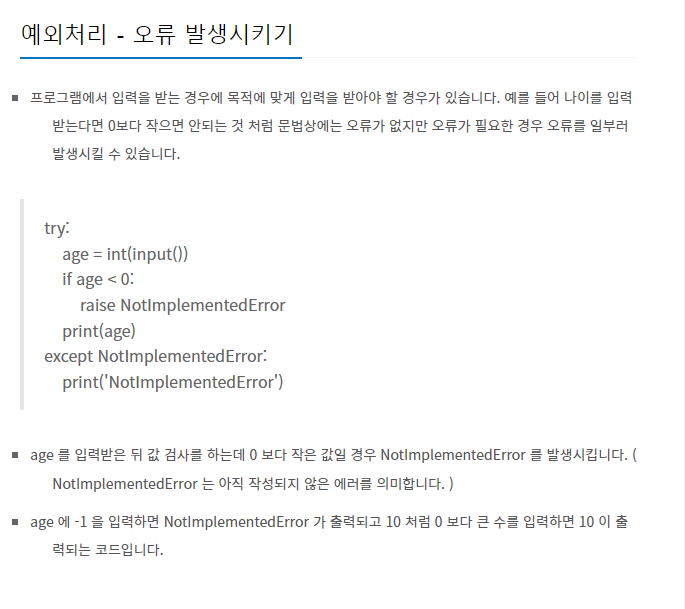 예외처리 - 오류 발생시키기
프로그램에서 입력을 받는 경우에 목적에 맞게 입력을 받아야 할 경우가 있습니다. 예를 들어 나이를 입력
받는다면 0보다 작으면 안되는 것 처럼 문법상에는 오류가 없지만 오류가 필요한 경우 오류를 일부러
발생시킬 수 있습니다.
try:
    age = int(input())
    if age < 0:
        raise NotImplementedError
    print(age)
except NotImplementedError:
    print('NotImplementedError')
age 를 입력받은 뒤 값 검사를 하는데 0 보다 작은 값일 경우 NotImplementedError 를 발생시킵니다. (
NotImplementedError 는 아직 작성되지 않은 에러를 의미합니다. )
age 에 -1 을 입력하면 NotImplementedError 가 출력되고 10 처럼 0 보다 큰 수를 입력하면 10 이 출
력되는 코드입니다.